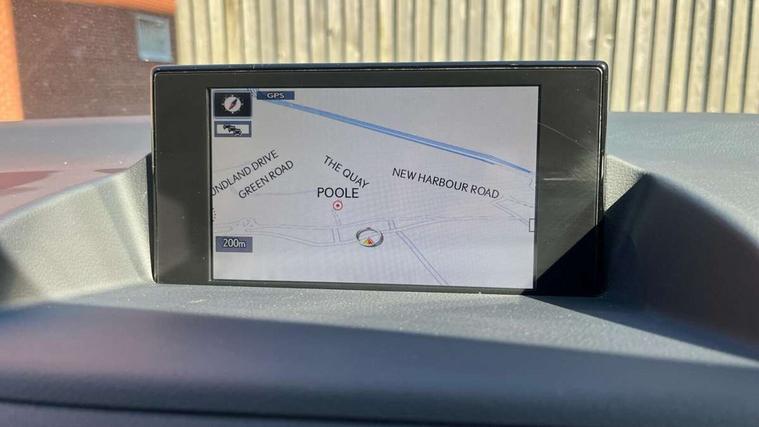 GPS
UNDLAND DRIVE
GREEN ROAD
THE QUAY
POOLE
NEW HARBOUR ROAD
200m